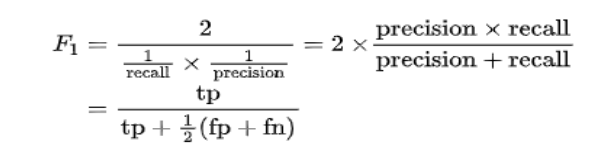 F₁ = 2 / (1/recall × 1/precision) = 2 × (precision × recall) / (precision + recall)
= tp / (tp + 1/2 (fp + fn))